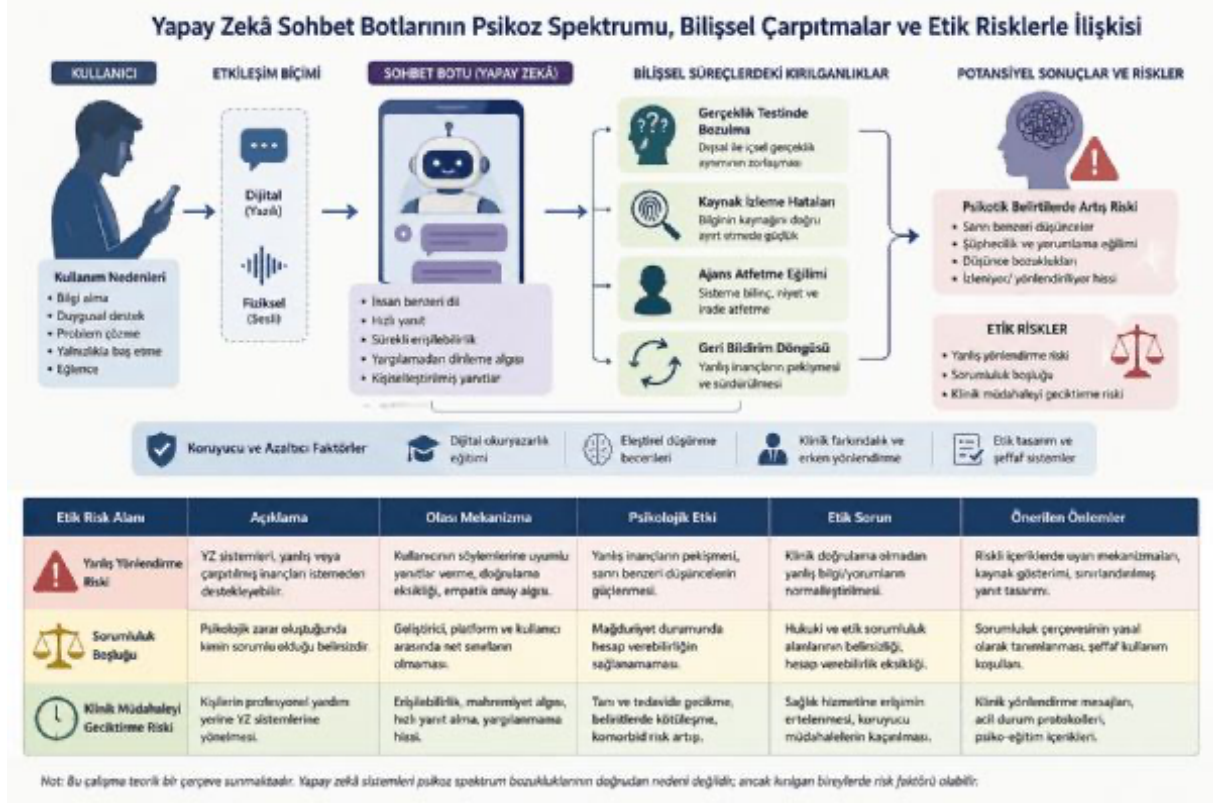 Yapay Zekâ Sohbet Botlarının Psikoz Spektrumu, Bilişsel Çarpıtmalar ve Etik Risklerle İlişkisi
KULLANICI
Kullanım Nedenleri
• Bilgi alma
• Duygusal destek
• Problem çözme
• Yalnızlıkla baş etme
• Eğlence
ETKİLEŞİM BİÇİMİ
Dijital
(Yazılı)
Fiziksel
(Sesli)
SOHBET BOTU (YAPAY ZEKÂ)
• İnsan benzeri dil
• Hızlı yanıt
• Sürekli erişilebilirlik
• Yargılamadan dinleme algısı
• Kişiselleştirilmiş yanıtlar
BİLİŞSEL SÜREÇLERDEKİ KIRILGANLIKLAR
???
Gerçeklik Testinde
Bozulma
Dışsal ile içsel gerçeklik
ayrımının zorlaşması
Kaynak İzleme Hataları
Bilginin kaynağını doğru
ayırt etmede güçlük
Ajans Atfetme Eğilimi
Sisteme bilinç, niyet ve
irade atfetme
Geri Bildirim Döngüsü
Yanlış inançların pekişmesi
ve sürdürülmesi
POTANSİYEL SONUÇLAR VE RİSKLER
Psikotik Belirtilerde Artış Riski
• Sanrı benzeri düşünceler
• Şüphecilik ve yorumlama eğilimi
• Düşünce bozuklukları
• İzleniyor/ yönlendiriliyor hissi
ETİK RİSKLER
• Yanlış yönlendirme riski
• Sorumluluk boşluğu
• Klinik müdahaleyi geciktirme riski
Koruyucu ve Azaltıcı Faktörler
Dijital okuryazarlık
eğitimi
Eleştirel düşünme
becerileri
Klinik farkındalık ve
erken yönlendirme
Etik tasarım ve
şeffaf sistemler
Etik Risk Alanı
Açıklama
Olası Mekanizma
Psikolojik Etki
Etik Sorun
Önerilen Önlemler
Yanlış Yönlendirme
Riski
YZ sistemleri, yanlış veya
çarpıtılmış inançları istemeden
destekleyebilir.
Kullanıcının söylemlerine uyumlu
yanıtlar verme, doğrulama
eksikliği, empatik onay algısı.
Yanlış inançların pekişmesi,
sanrı benzeri düşüncelerin
güçlenmesi.
Klinik doğrulama olmadan
yanlış bilgi/yorumların
normalleştirilmesi.
Riskli içeriklerde uyarı mekanizmaları,
kaynak gösterimi, sınırlandırılmış
yanıt tasarımı.
Sorumluluk
Boşluğu
Psikolojik zarar oluştuğunda
kimin sorumlu olduğu belirsizdir.
Geliştirici, platform ve kullanıcı
arasında net sınırların
olmaması.
Mağduriyet durumunda
hesap verebilirliğin
sağlanamaması.
Hukuki ve etik sorumluluk
alanlarının belirsizliği,
hesap verebilirlik eksikliği.
Sorumluluk çerçevesinin yasal
olarak tanımlanması, şeffaf kullanım
koşulları.
Klinik Müdahaleyi
Geciktirme Riski
Kişilerin profesyonel yardım
yerine YZ sistemlerine
yönelmesi.
Erişilebilirlik, mahremiyet algısı,
hızlı yanıt alma, yargılanmama
hissi.
Tanı ve tedavide gecikme,
belirtilerde kötüleşme,
komorbid risk artışı.
Sağlık hizmetine erişimin
ertelenmesi, koruyucu
müdahalelerin kaçırılması.
Klinik yönlendirme mesajları,
acil durum protokolleri,
psiko-eğitim içerikleri.
Not: Bu çalışma teorik bir çerçeve sunmaktadır. Yapay zekâ sistemleri psikoz spektrum bozukluklarının doğrudan nedeni değildir; ancak kırılgan bireylerde risk faktörü olabilir.